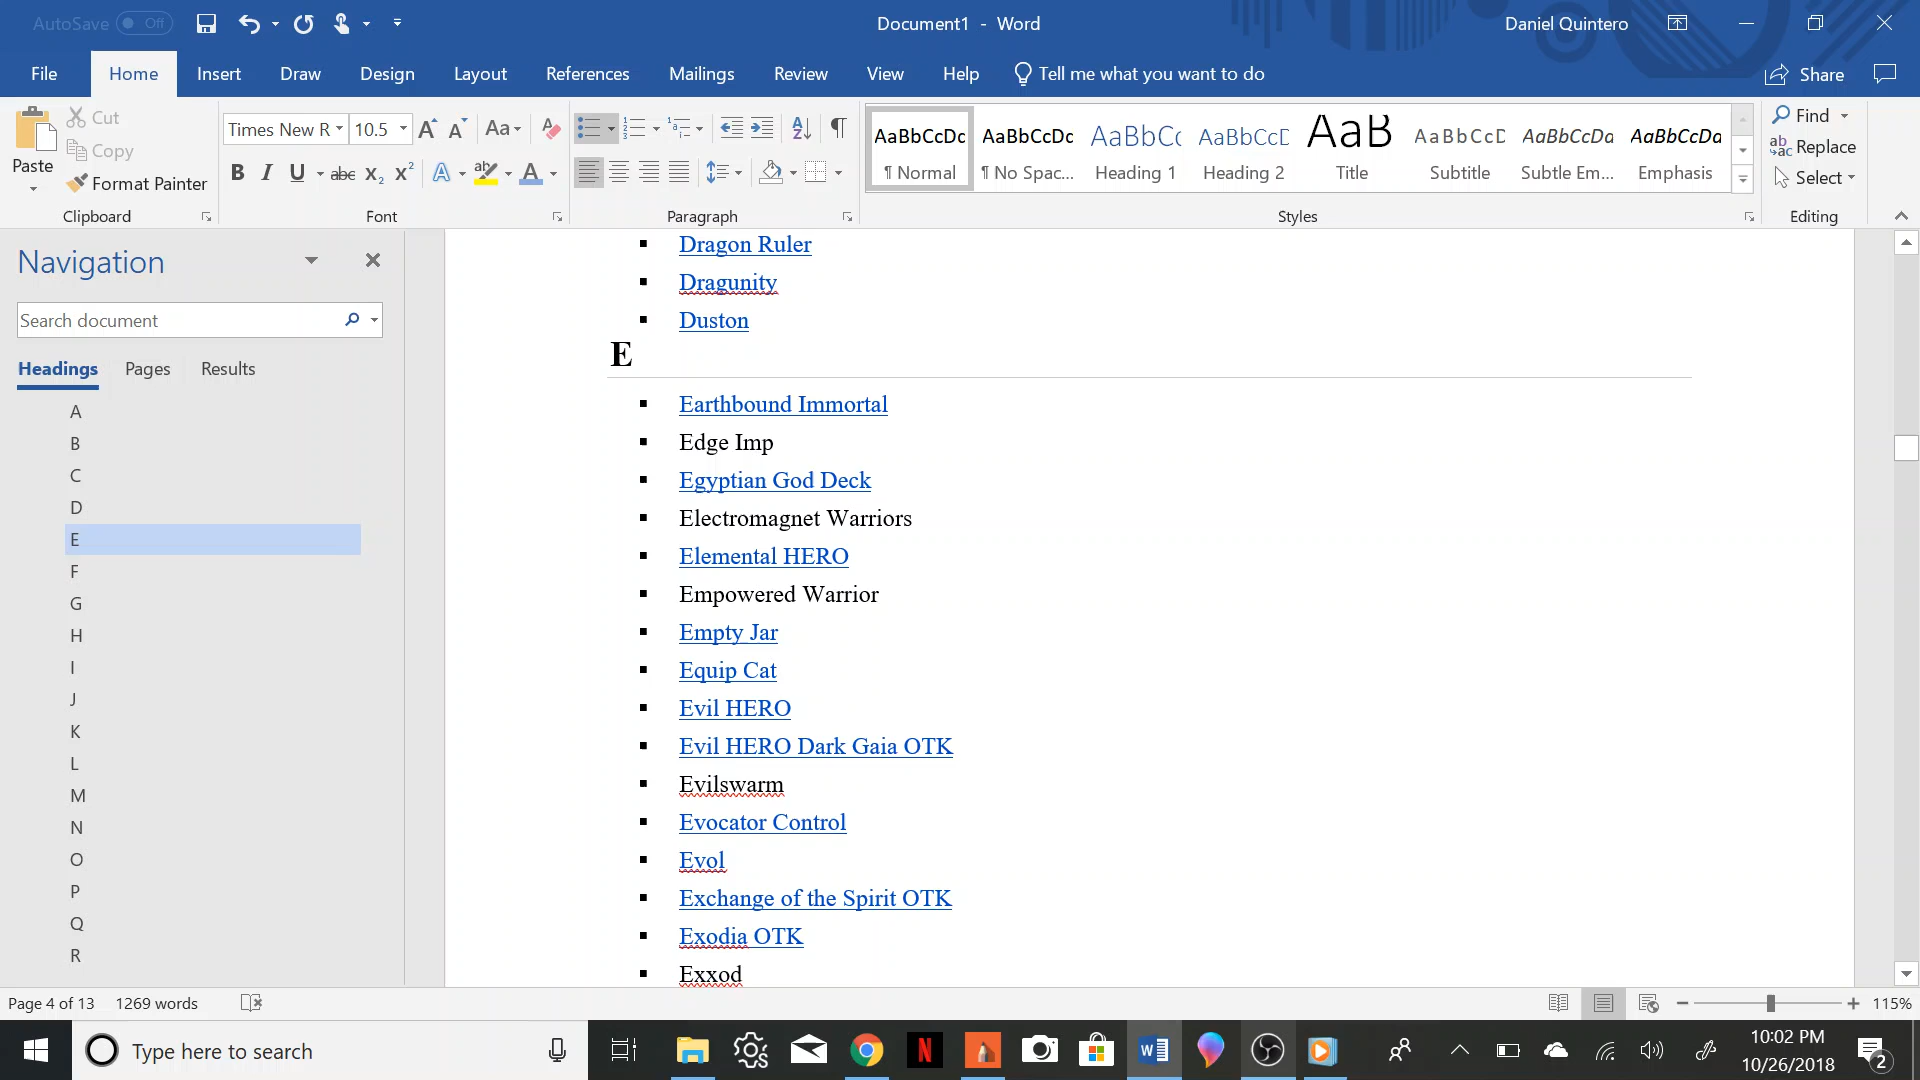 AutoSave Off
Document1 - Word
Daniel Quintero
File Home Insert Draw Design Layout References Mailings Review View Help Tell me what you want to do
Share
Paste
Cut
Copy
Format Painter
Clipboard
Times New R 10.5
Font
Paragraph
AaBbCcDc AaBbCcDc AaBbCc AaBbCcD AaB AaBbCcD AaBbCcDa AaBbCcDa
¶ Normal ¶ No Spac... Heading 1 Heading 2 Title Subtitle Subtle Em... Emphasis
Styles
Find
Replace
Select
Editing
Navigation
Search document
Headings Pages Results
A
B
C
D
E
F
G
H
I
J
K
L
M
N
O
P
Q
R
Dragon Ruler
Dragunity
Duston
E
Earthbound Immortal
Edge Imp
Egyptian God Deck
Electromagnet Warriors
Elemental HERO
Empowered Warrior
Empty Jar
Equip Cat
Evil HERO
Evil HERO Dark Gaia OTK
Evilswarm
Evocator Control
Evol
Exchange of the Spirit OTK
Exodia OTK
Exxod
Page 4 of 13 1269 words
115%
Type here to search
10:02 PM
10/26/2018
2